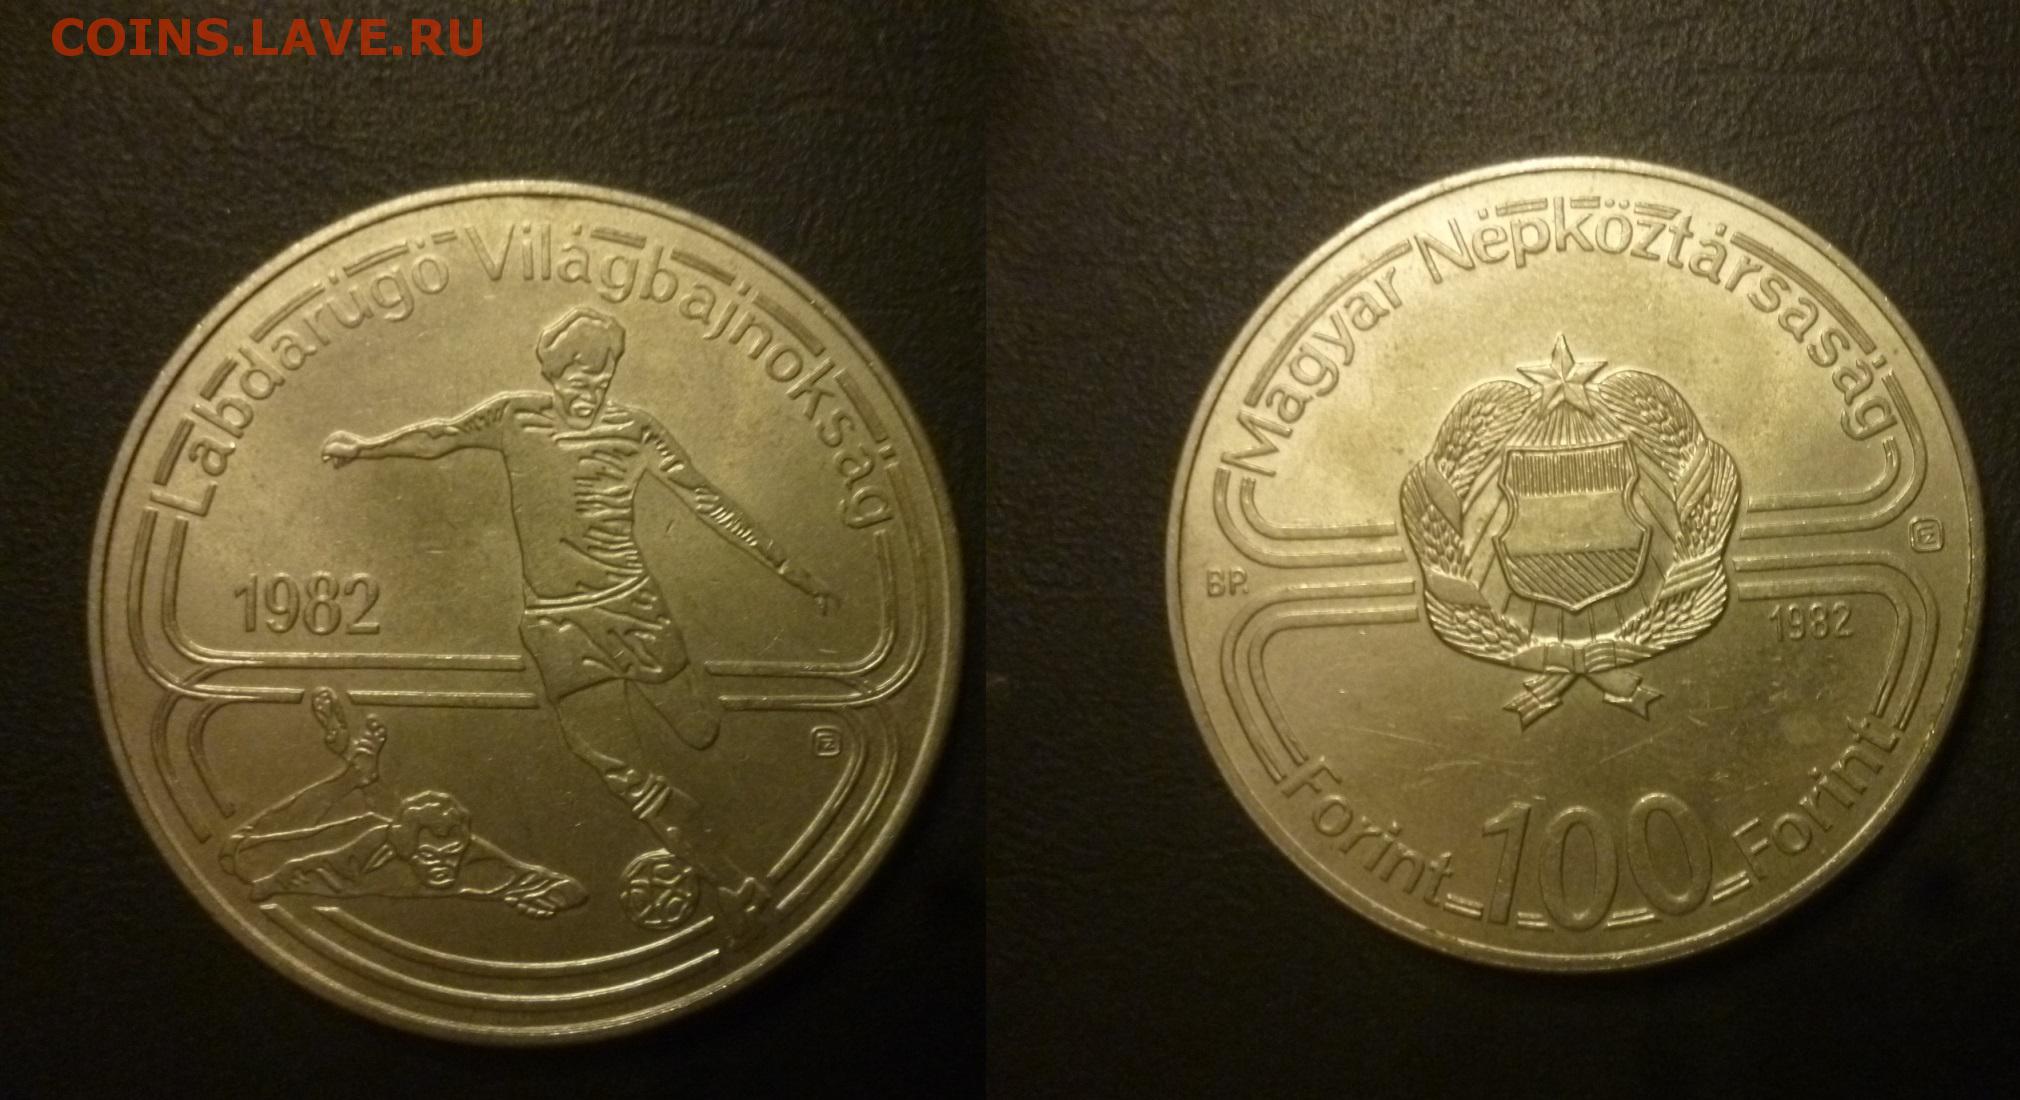 COINS.LAVE.RU
Labdarúgó Világbajnokság
1982
Magyar Népköztársaság
BP.
1982
Forint 100 Forint